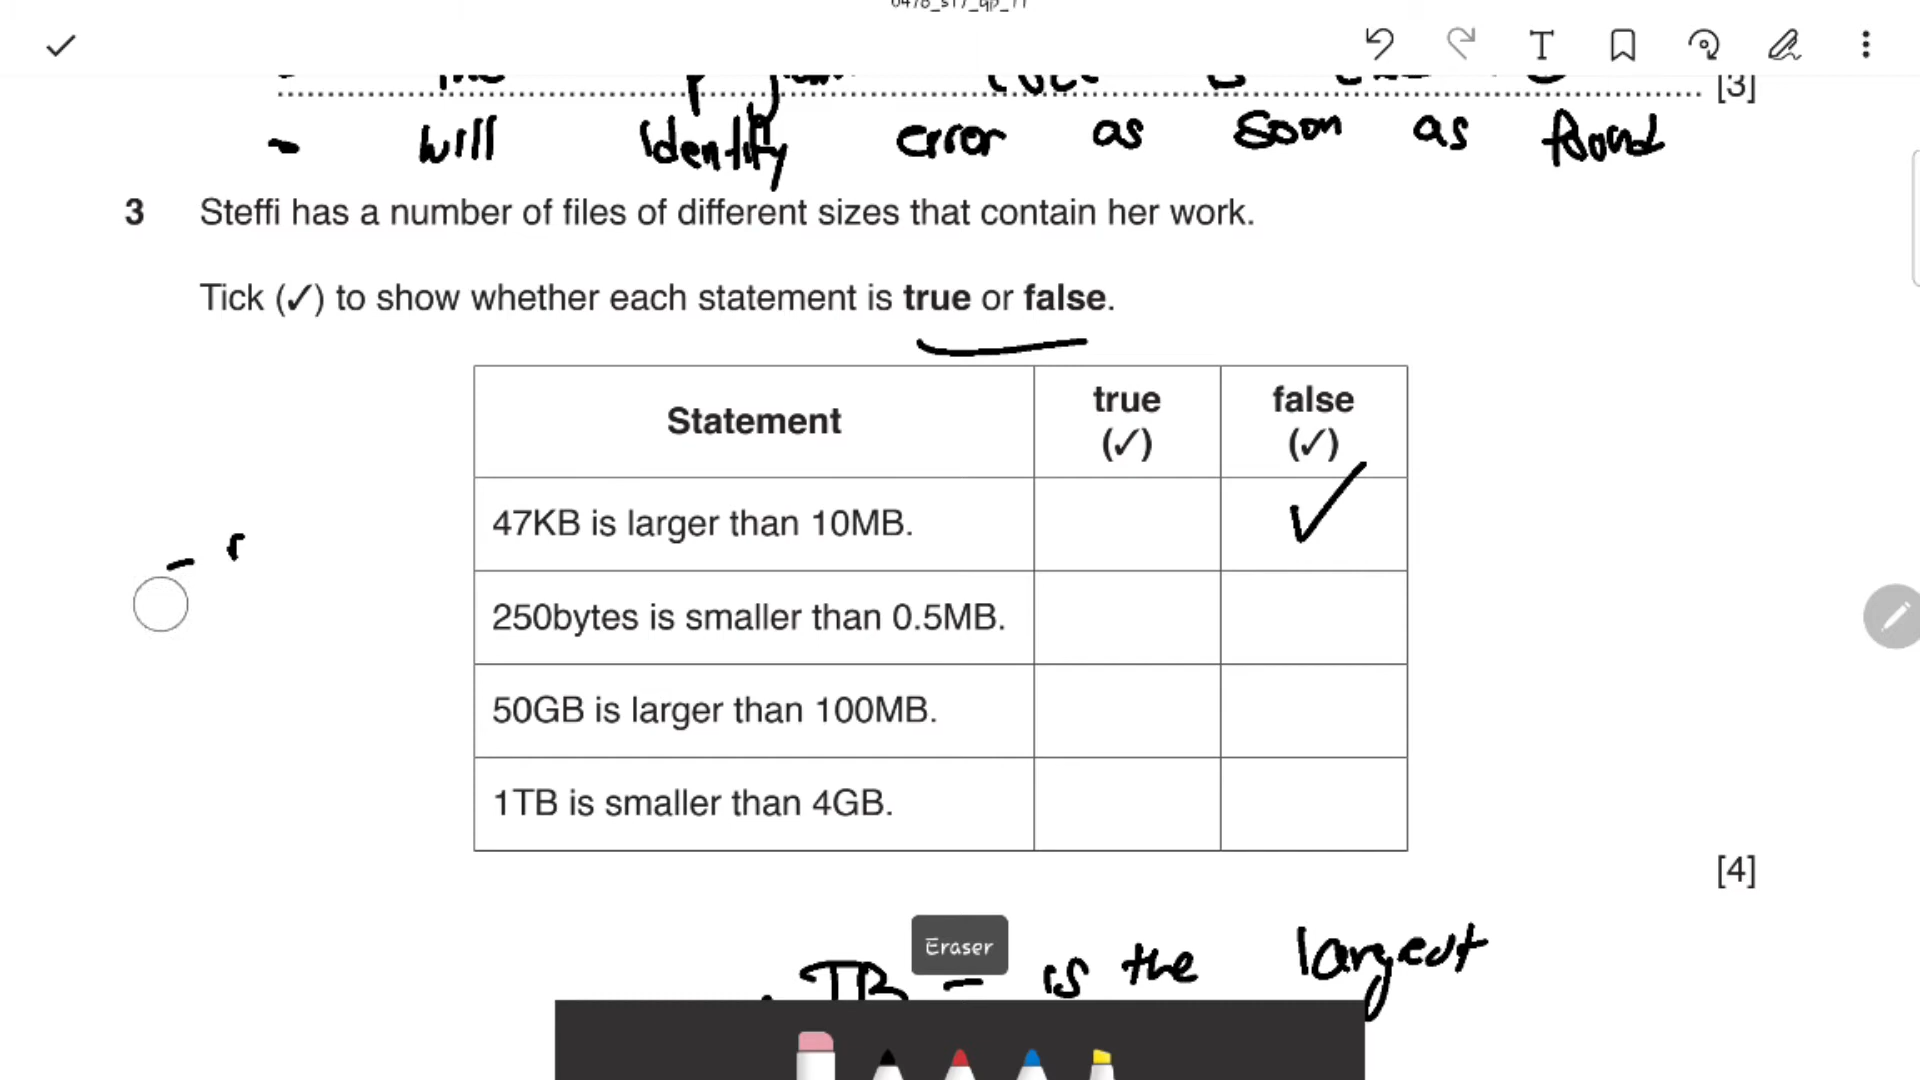 [3]
- will identify error as soon as found
3 Steffi has a number of files of different sizes that contain her work.
Tick (✓) to show whether each statement is true or false.
Statement true (✓) false (✓)
47KB is larger than 10MB. ✓
- r
250bytes is smaller than 0.5MB.
50GB is larger than 100MB.
1TB is smaller than 4GB.
[4]
Eraser
TB - is the largest